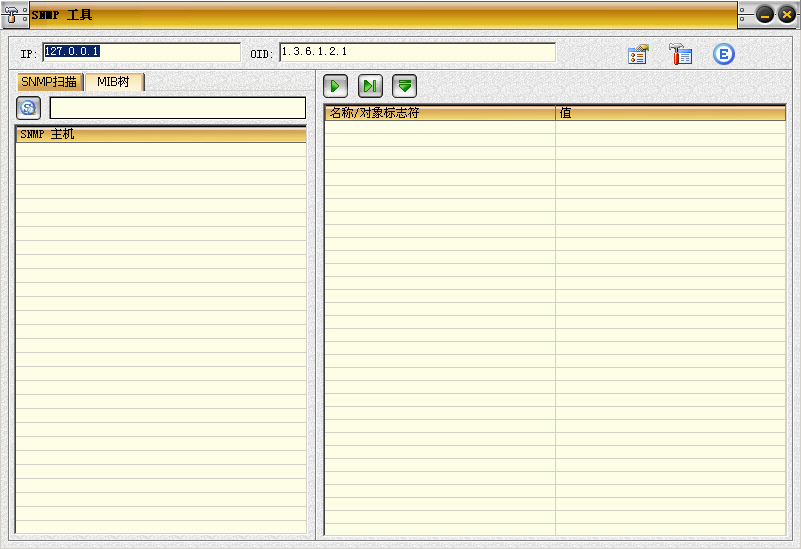 SNMP 工具
IP: 127.0.0.1 OID: 1.3.6.1.2.1
SNMP扫描 MIB树
SNMP 主机
名称/对象标志符 值